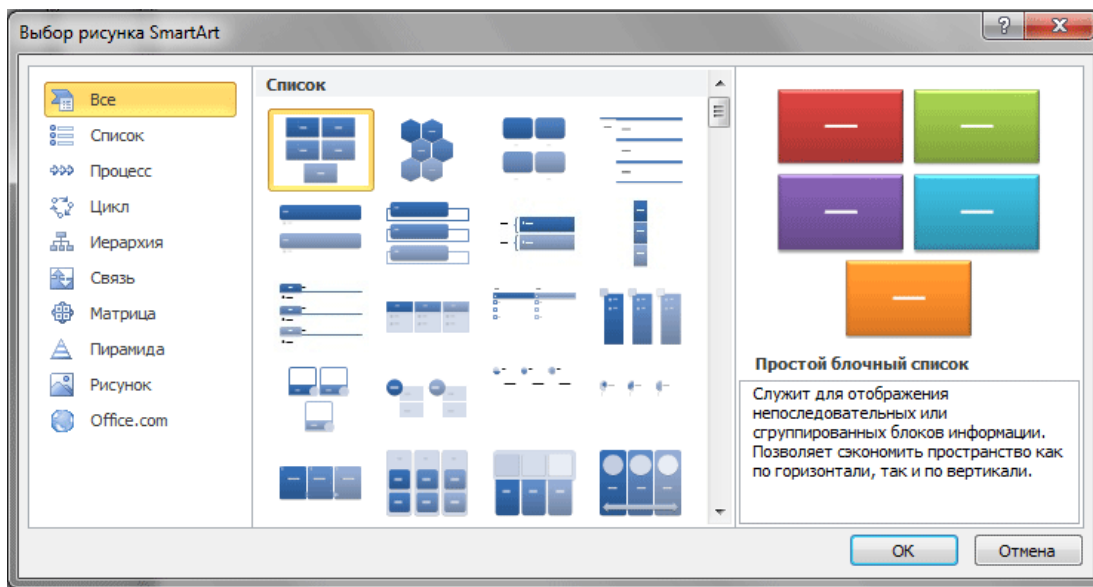 Выбор рисунка SmartArt
Все
Список
Процесс
Цикл
Иерархия
Связь
Матрица
Пирамида
Рисунок
Office.com
Список
Простой блочный список
Служит для отображения
непоследовательных или
сгруппированных блоков информации.
Позволяет сэкономить пространство как
по горизонтали, так и по вертикали.
ОК
Отмена